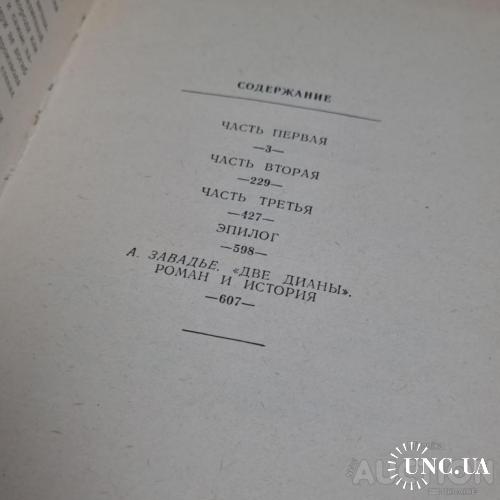 СОДЕРЖАНИЕ
ЧАСТЬ ПЕРВАЯ
—3—
ЧАСТЬ ВТОРАЯ
—229—
ЧАСТЬ ТРЕТЬЯ
—427—
ЭПИЛОГ
—598—
А. ЗАВАДЬЕ. «ДВЕ ДИАНЫ».
РОМАН И ИСТОРИЯ
—607—
UNC.UA